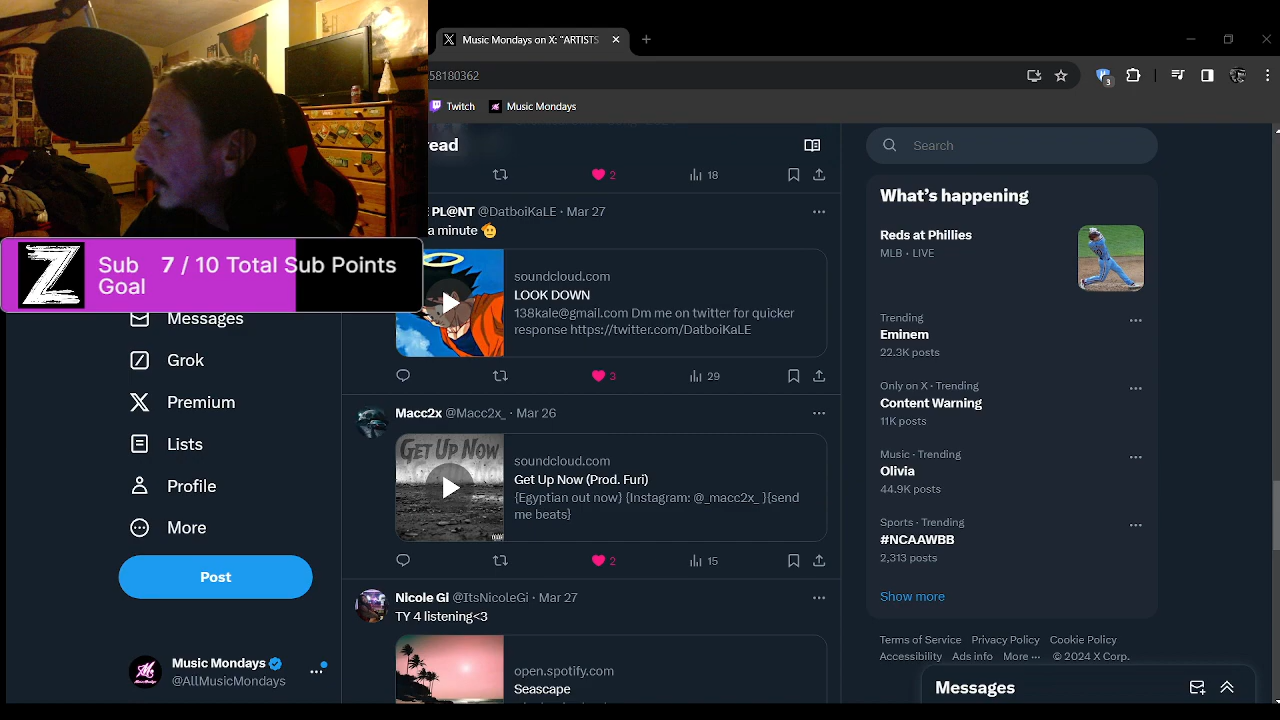 Music Mondays on X: "ARTISTS
58180362
3
Twitch
Music Mondays
read
2
18
E PL@NT @DatboiKaLE · Mar 27
a minute 🫡
soundcloud.com
LOOK DOWN
138kale@gmail.com Dm me on twitter for quicker
response https://twitter.com/DatboiKaLE
3
29
Macc2x @Macc2x_ · Mar 26
GET UP NOW
soundcloud.com
Get Up Now (Prod. Furi)
{Egyptian out now} {Instagram: @_macc2x_ }{send
me beats}
2
15
Nicole Gi @ItsNicoleGi · Mar 27
TY 4 listening<3
open.spotify.com
Seascape
Z
Sub
Goal
7 / 10 Total Sub Points
Messages
Grok
Premium
Lists
Profile
More
Post
Music Mondays
@AllMusicMondays
Search
What's happening
Reds at Phillies
MLB · LIVE
Trending
Eminem
22.3K posts
Only on X · Trending
Content Warning
11K posts
Music · Trending
Olivia
44.9K posts
Sports · Trending
#NCAAWBB
2,313 posts
Show more
Terms of Service Privacy Policy Cookie Policy
Accessibility Ads info More ··· © 2024 X Corp.
Messages